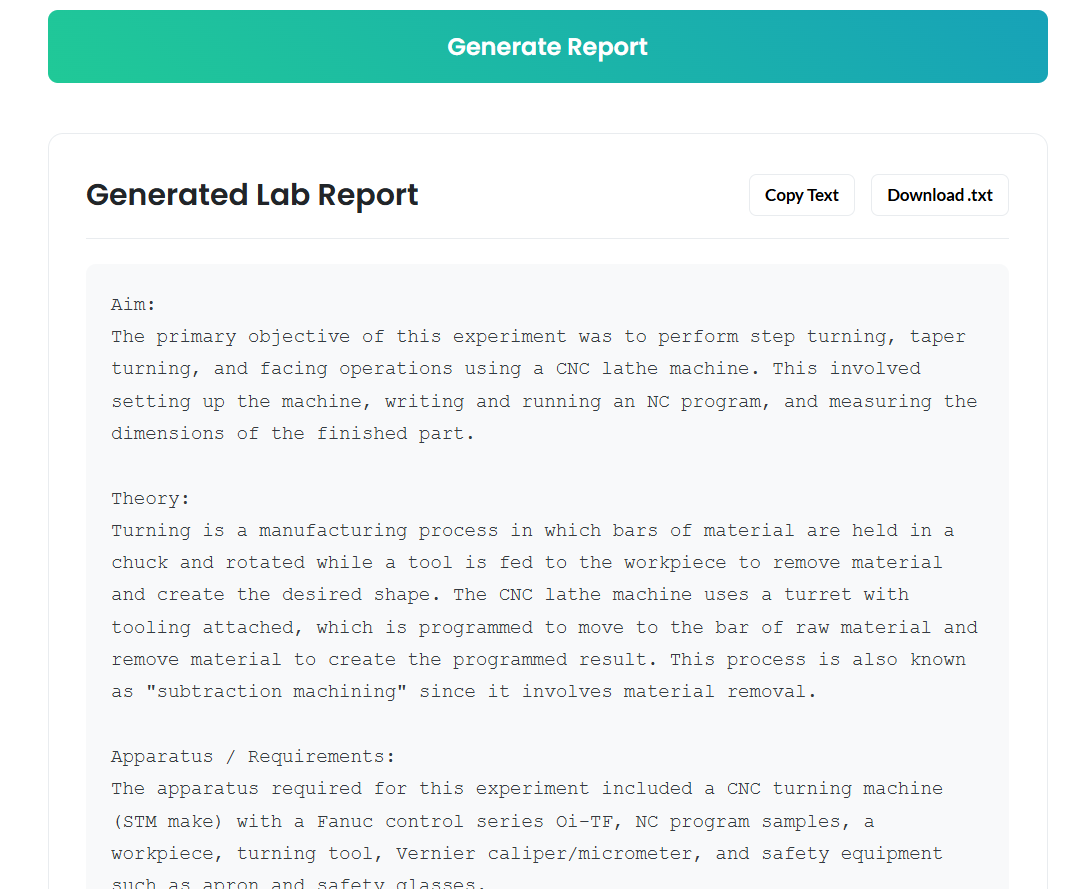 Generate Report
Generated Lab Report
Copy Text
Download .txt
Aim:
The primary objective of this experiment was to perform step turning, taper
turning, and facing operations using a CNC lathe machine. This involved
setting up the machine, writing and running an NC program, and measuring the
dimensions of the finished part.
Theory:
Turning is a manufacturing process in which bars of material are held in a
chuck and rotated while a tool is fed to the workpiece to remove material
and create the desired shape. The CNC lathe machine uses a turret with
tooling attached, which is programmed to move to the bar of raw material and
remove material to create the programmed result. This process is also known
as "subtraction machining" since it involves material removal.
Apparatus / Requirements:
The apparatus required for this experiment included a CNC turning machine
(STM make) with a Fanuc control series Oi-TF, NC program samples, a
workpiece, turning tool, Vernier caliper/micrometer, and safety equipment
such as apron and safety glasses.